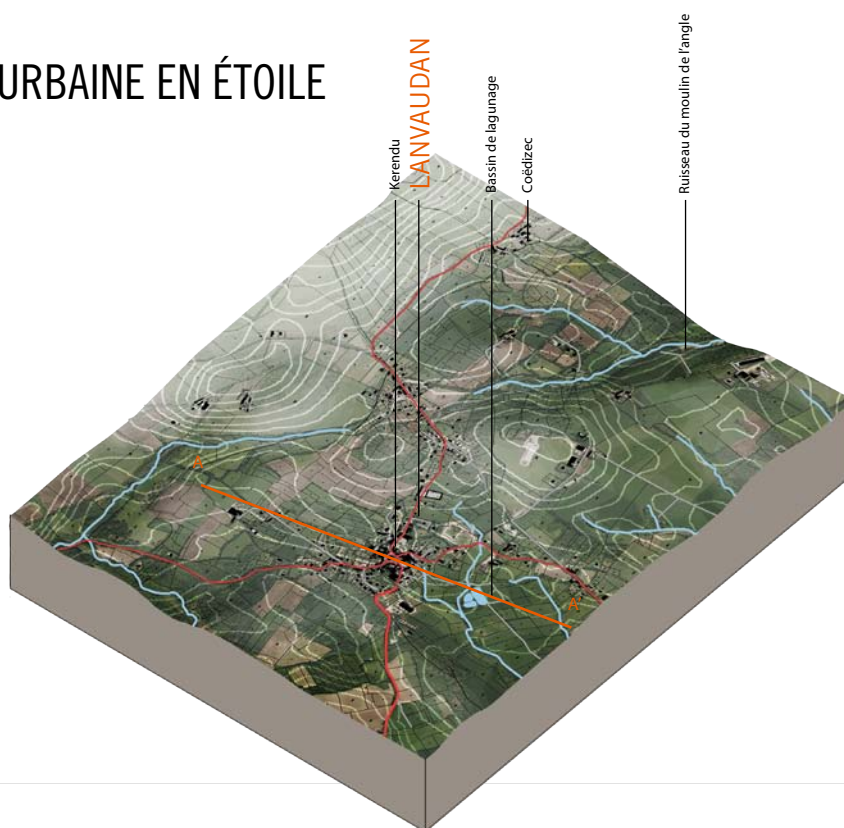 URBAINE EN ÉTOILE
Kerendu
LANVAUDAN
Bassin de lagunage
Coëdizec
Ruisseau du moulin de l'angle
A
A'